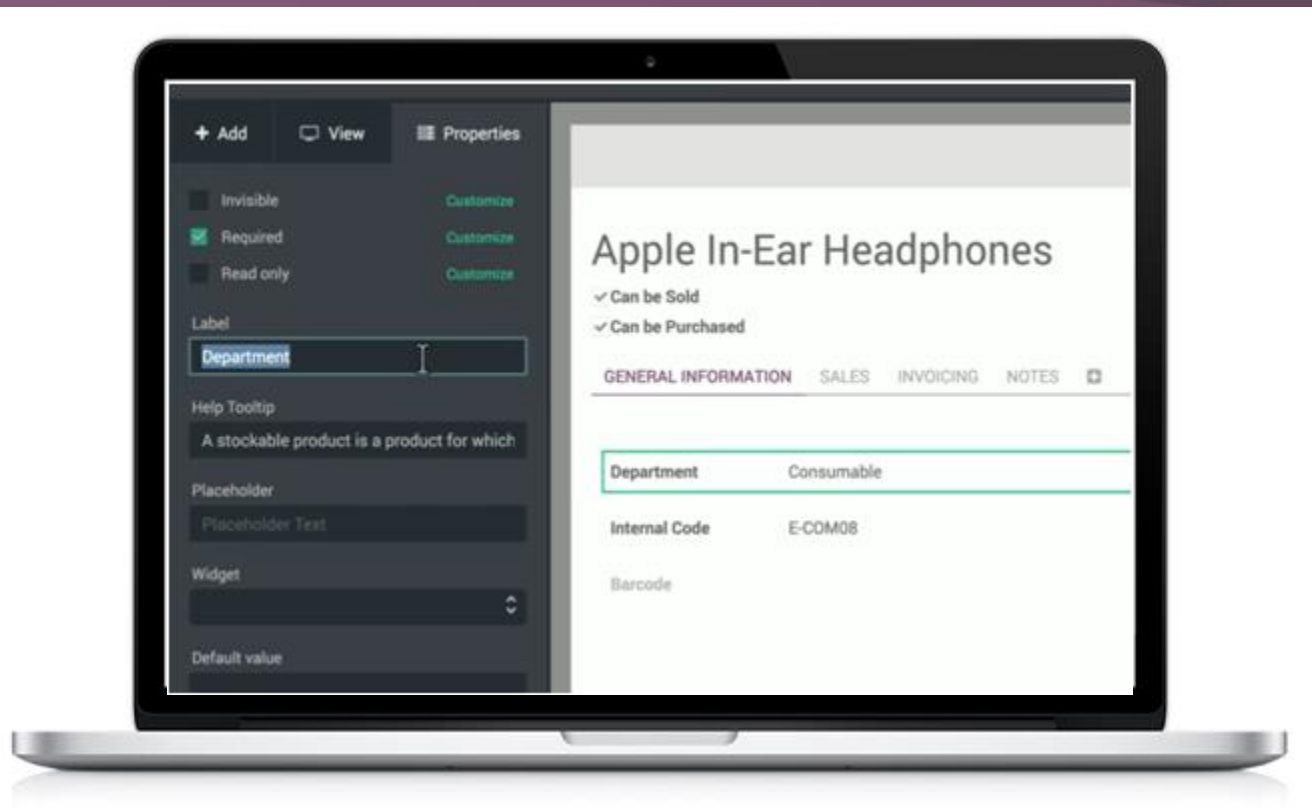 Add View Properties
Invisible Customize
Required Customize
Read only Customize
Label
Department
Help Tooltip
A stockable product is a product for which
Placeholder
Placeholder Text
Widget
Default value
Apple In-Ear Headphones
Can be Sold
Can be Purchased
GENERAL INFORMATION SALES INVOICING NOTES
Department Consumable
Internal Code E-COM08
Barcode